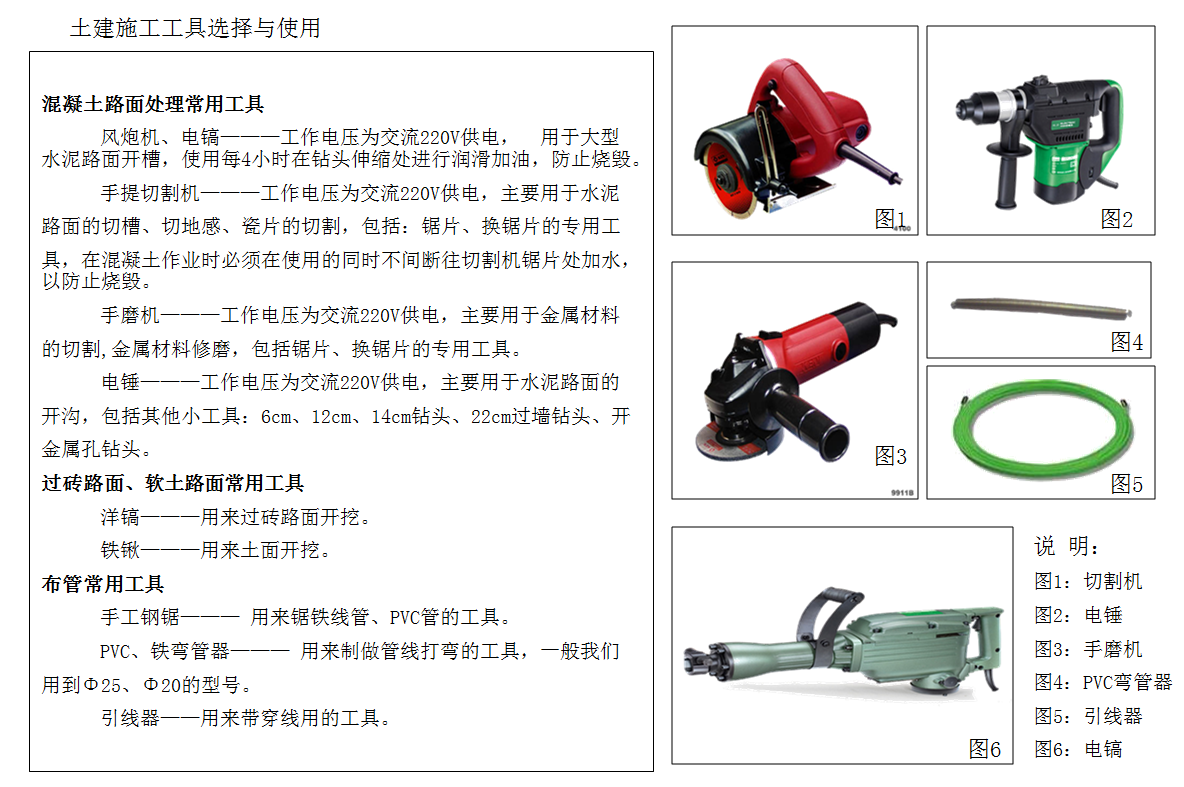 土建施工工具选择与使用
混凝土路面处理常用工具
风炮机、电镐———工作电压为交流220V供电， 用于大型
水泥路面开槽，使用每4小时在钻头伸缩处进行润滑加油，防止烧毁。
手提切割机———工作电压为交流220V供电，主要用于水泥
路面的切槽、切地感、瓷片的切割，包括：锯片、换锯片的专用工
具，在混凝土作业时必须在使用的同时不间断往切割机锯片处加水，
以防止烧毁。
手磨机———工作电压为交流220V供电，主要用于金属材料
的切割,金属材料修磨，包括锯片、换锯片的专用工具。
电锤———工作电压为交流220V供电，主要用于水泥路面的
开沟，包括其他小工具：6cm、12cm、14cm钻头、22cm过墙钻头、开
金属孔钻头。
过砖路面、软土路面常用工具
洋镐———用来过砖路面开挖。
铁锹———用来土面开挖。
布管常用工具
手工钢锯——— 用来锯铁线管、PVC管的工具。
PVC、铁弯管器——— 用来制做管线打弯的工具，一般我们
用到Φ25、Φ20的型号。
引线器——用来带穿线用的工具。
图1
图2
图3
9911B
图4
图5
图6
说 明：
图1：切割机
图2：电锤
图3：手磨机
图4：PVC弯管器
图5：引线器
图6：电镐